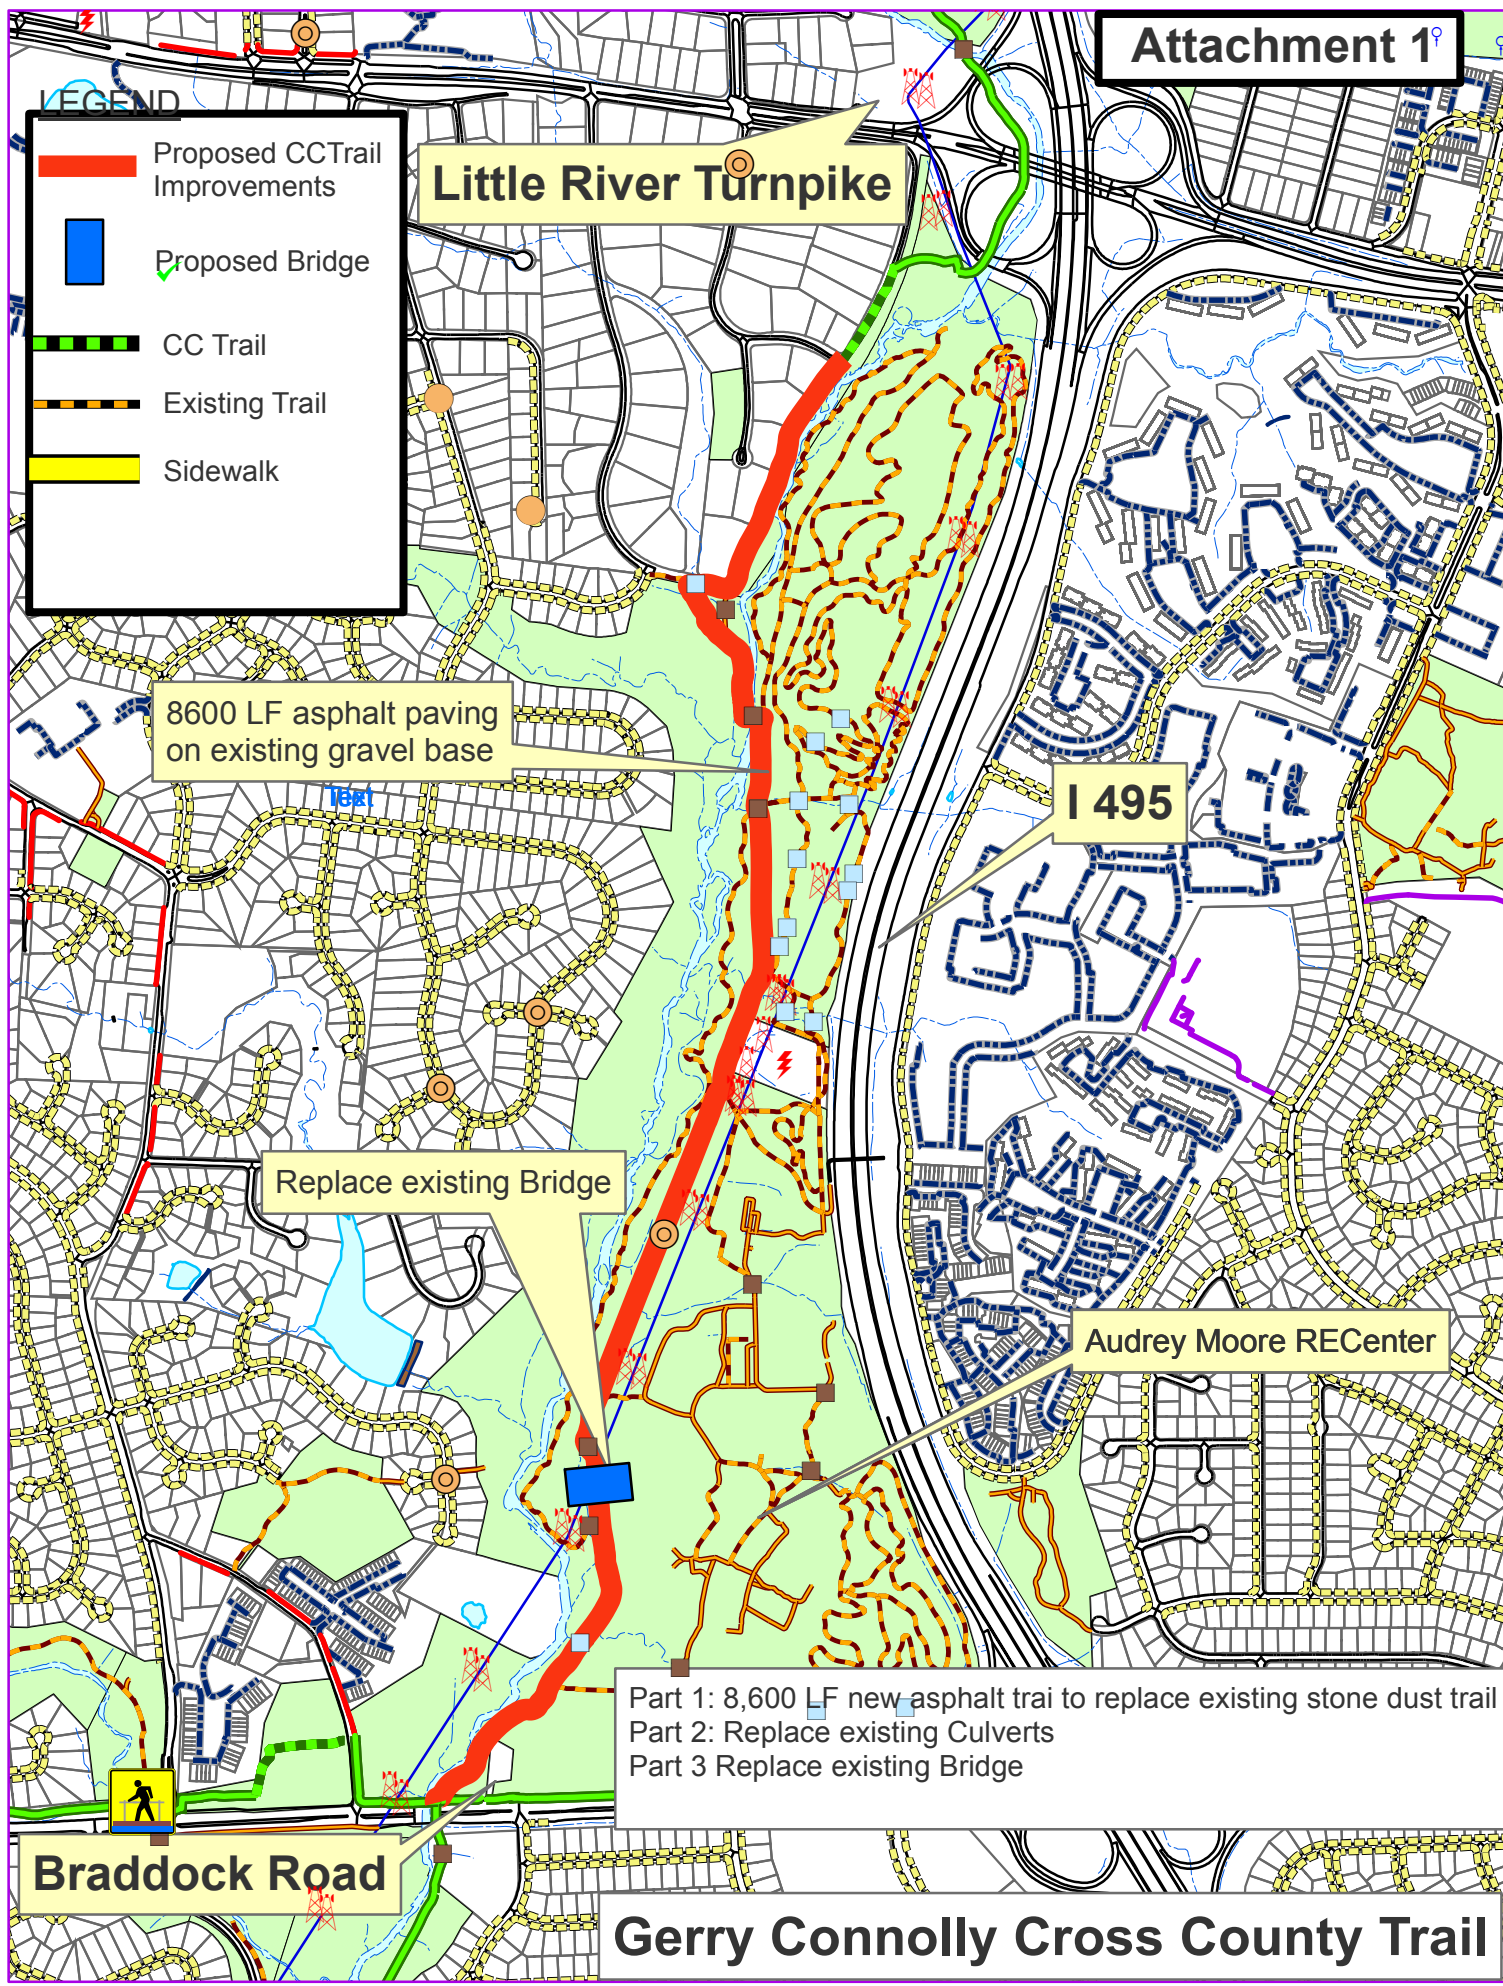 Attachment 1
LEGEND
Proposed CCTrail
Improvements
Proposed Bridge
CC Trail
Existing Trail
Sidewalk
Little River Turnpike
8600 LF asphalt paving
on existing gravel base
Text
I 495
Replace existing Bridge
Audrey Moore RECenter
Part 1: 8,600 LF new asphalt trai to replace existing stone dust trail
Part 2: Replace existing Culverts
Part 3 Replace existing Bridge
Braddock Road
Gerry Connolly Cross County Trail